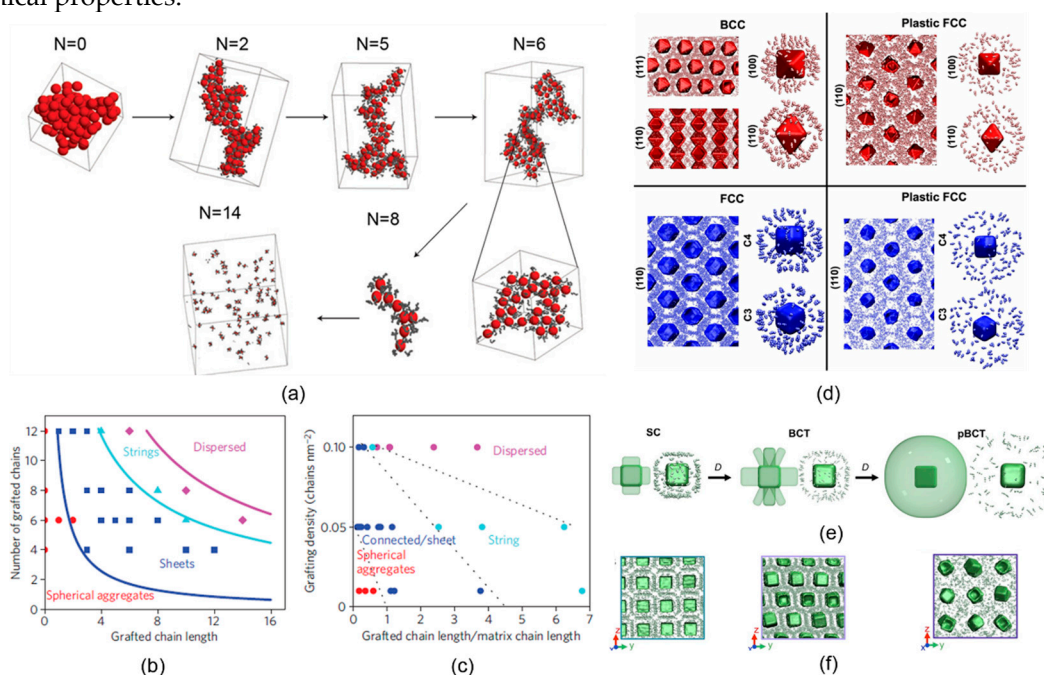 nical properties.
N=0
N=2
N=5
N=6
N=14
N=8
(a)
BCC
Plastic FCC
(111)
(100)
(110)
(100)
(110)
(110)
(110)
FCC
Plastic FCC
(110)
C4
C3
(110)
C4
C3
(d)
Number of grafted chains
12
10
8
6
4
2
0
Strings
Dispersed
Sheets
Spherical aggregates
0
4
8
12
16
Grafted chain length
(b)
Grafting density (chains nm⁻²)
0.10
0.05
0
Dispersed
Connected/sheet
String
Spherical
aggregates
0
1
2
3
4
5
6
7
Grafted chain length/matrix chain length
(c)
SC
D
BCT
D
pBCT
(e)
z
y
z
y
z
x
y
(f)